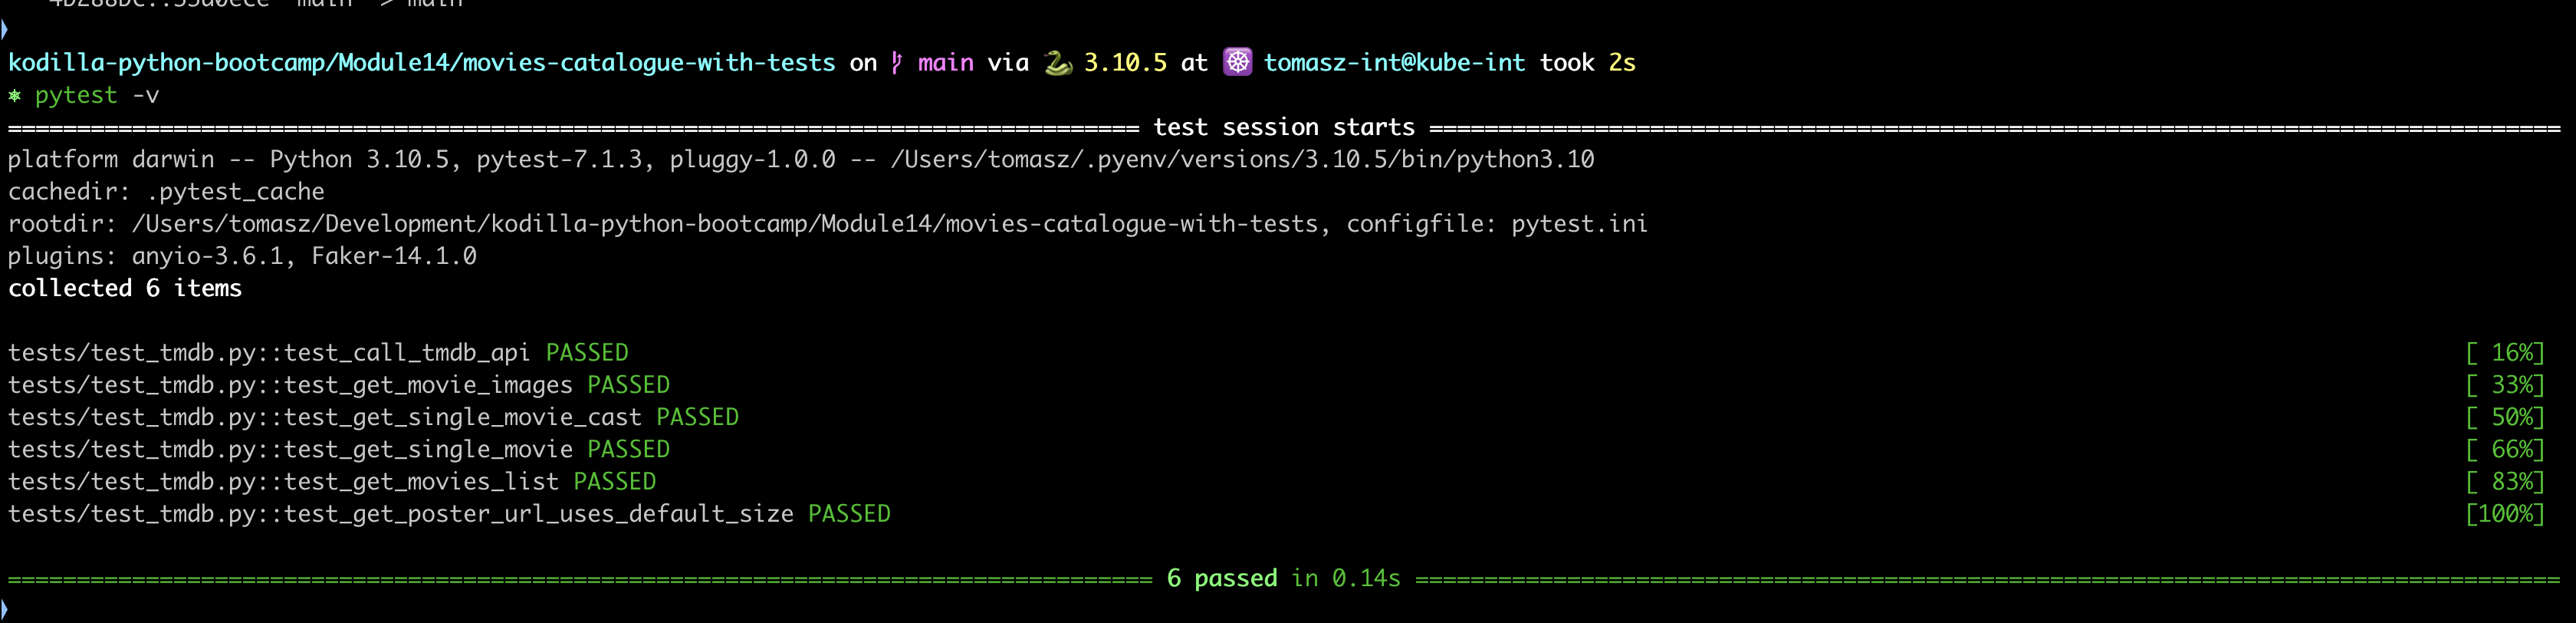 kodilla-python-bootcamp/Module14/movies-catalogue-with-tests on main via 🐍 3.10.5 at ☸ tomasz-int@kube-int took 2s
pytest -v
============================== test session starts ==============================
platform darwin -- Python 3.10.5, pytest-7.1.3, pluggy-1.0.0 -- /Users/tomasz/.pyenv/versions/3.10.5/bin/python3.10
cachedir: .pytest_cache
rootdir: /Users/tomasz/Development/kodilla-python-bootcamp/Module14/movies-catalogue-with-tests, configfile: pytest.ini
plugins: anyio-3.6.1, Faker-14.1.0
collected 6 items
tests/test_tmdb.py::test_call_tmdb_api PASSED [ 16%]
tests/test_tmdb.py::test_get_movie_images PASSED [ 33%]
tests/test_tmdb.py::test_get_single_movie_cast PASSED [ 50%]
tests/test_tmdb.py::test_get_single_movie PASSED [ 66%]
tests/test_tmdb.py::test_get_movies_list PASSED [ 83%]
tests/test_tmdb.py::test_get_poster_url_uses_default_size PASSED [100%]
============================== 6 passed in 0.14s ==============================